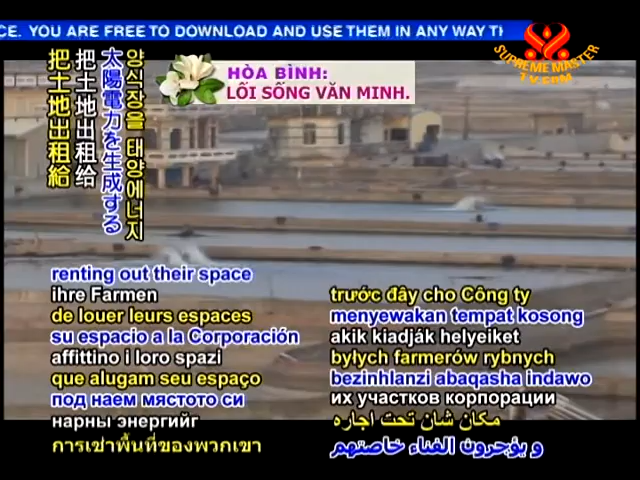 CE. YOU ARE FREE TO DOWNLOAD AND USE THEM IN ANY WAY TH
SUPREME MASTER
TV.COM
HÒA BÌNH:
LỐI SỐNG VĂN MINH.
양식장을 태양에너지
太陽電力を生成する
把土地出租给
把土地出租給
renting out their space
ihre Farmen
de louer leurs espaces
su espacio a la Corporación
affittino i loro spazi
que alugam seu espaço
под наем мястото си
нарны энергийг
การเช่าพื้นที่ของพวกเขา
trước đây cho Công ty
menyewakan tempat kosong
akik kiadják helyeiket
byłych farmerów rybnych
bezinhlanzi abaqasha indawo
их участков корпорации
مکان شان تحت اجاره
و يؤجرون الفناء خاصتهم